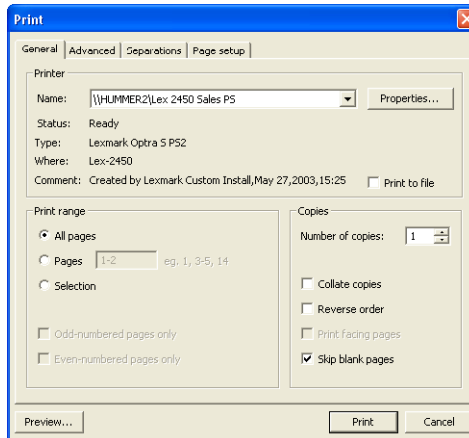 Print
General Advanced Separations Page setup
Printer
Name: \\HUMMER2\Lex 2450 Sales PS Properties...
Status: Ready
Type: Lexmark Optra S PS2
Where: Lex-2450
Comment: Created by Lexmark Custom Install,May 27,2003,15:25 Print to file
Print range Copies
All pages Number of copies: 1
Pages 1-2 eg. 1, 3-5, 14
Selection Collate copies
Reverse order
Odd-numbered pages only Print facing pages
Even-numbered pages only Skip blank pages
Preview... Print Cancel